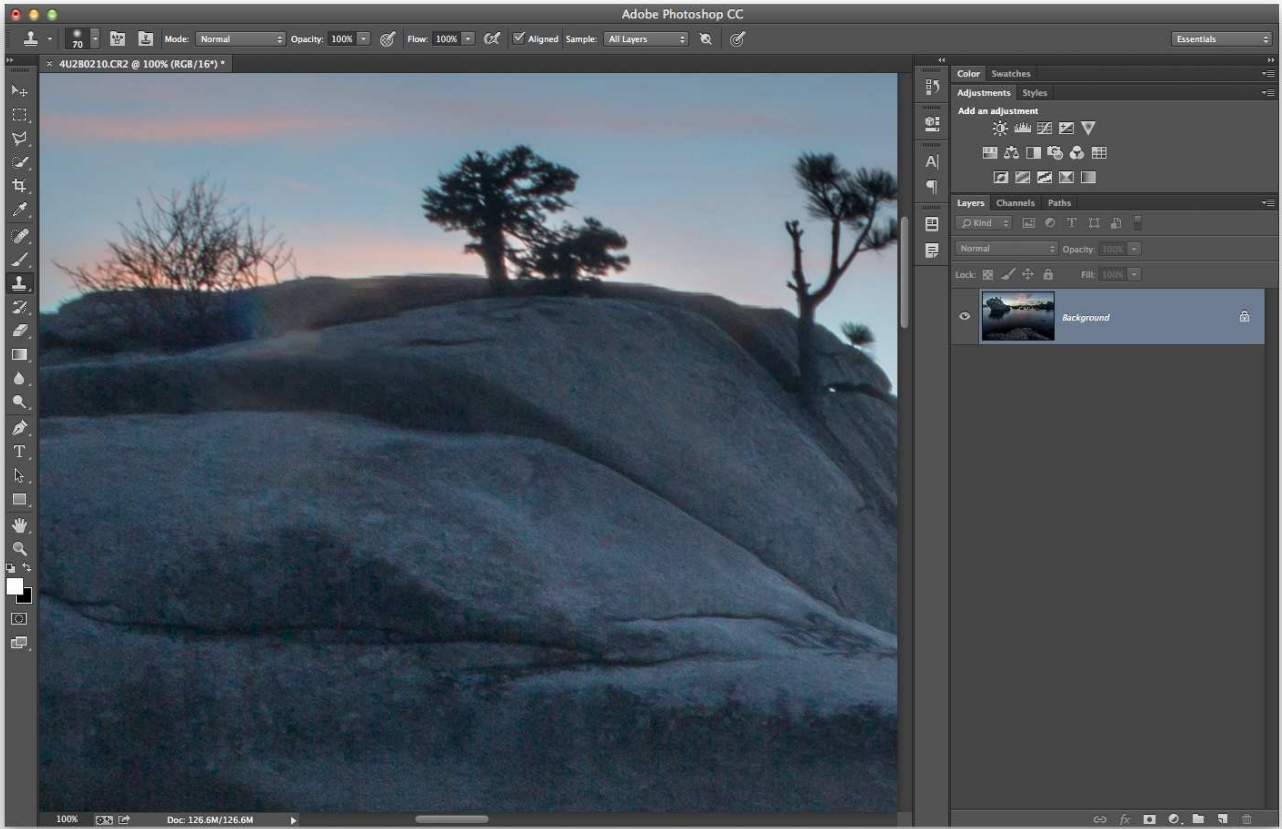 Adobe Photoshop CC
70 Mode: Normal Opacity: 100% Flow: 100% Aligned Sample: All Layers Essentials
× 4U2B0210.CR2 @ 100% (RGB/16*) *
Color Swatches
Adjustments Styles
Add an adjustment
Layers Channels Paths
Kind
Normal Opacity: 100%
Lock: Fill: 100%
Background
100% Doc: 126.6M/126.6M